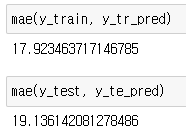 mae(y_train, y_tr_pred)
17.923463717146785
mae(y_test, y_te_pred)
19.136142081278486